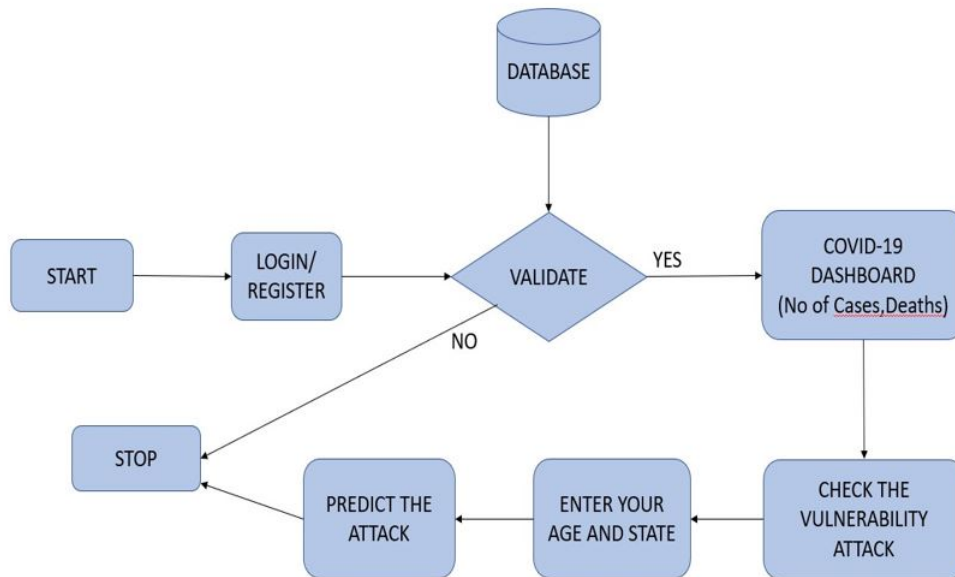 DATABASE
START
LOGIN/
REGISTER
VALIDATE
YES
COVID-19
DASHBOARD
(No of Cases,Deaths)
NO
STOP
PREDICT THE
ATTACK
ENTER YOUR
AGE AND STATE
CHECK THE
VULNERABILITY
ATTACK